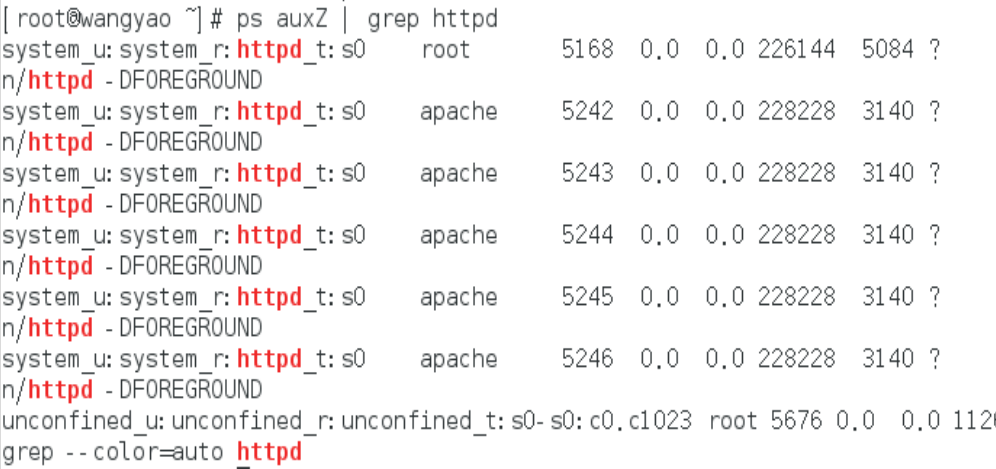 [root@wangyao ~]# ps auxZ | grep httpd
system_u:system_r:httpd_t:s0 root 5168 0.0 0.0 226144 5084 ?
n/httpd -DFOREGROUND
system_u:system_r:httpd_t:s0 apache 5242 0.0 0.0 228228 3140 ?
n/httpd -DFOREGROUND
system_u:system_r:httpd_t:s0 apache 5243 0.0 0.0 228228 3140 ?
n/httpd -DFOREGROUND
system_u:system_r:httpd_t:s0 apache 5244 0.0 0.0 228228 3140 ?
n/httpd -DFOREGROUND
system_u:system_r:httpd_t:s0 apache 5245 0.0 0.0 228228 3140 ?
n/httpd -DFOREGROUND
system_u:system_r:httpd_t:s0 apache 5246 0.0 0.0 228228 3140 ?
n/httpd -DFOREGROUND
unconfined_u:unconfined_r:unconfined_t:s0-s0:c0.c1023 root 5676 0.0 0.0
grep --color=auto httpd